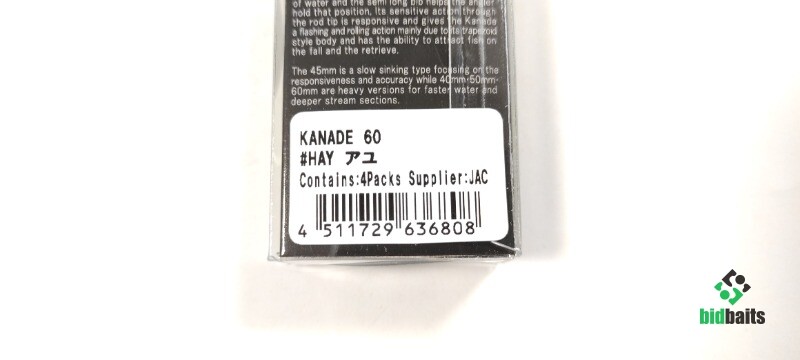 of water and the semi long bib helps the angler
hold that position. Its sensitive action through
the rod tip is responsive and gives the Kanade
a flashing and rolling action mainly due to its trapezoid
style body and has the ability to attract fish on
the fall and the retrieve.
The 45mm is a slow sinking type focusing on the
responsiveness and accuracy while 40mm·50mm·
60mm are heavy versions for faster water and
deeper stream sections.
KANADE 60
#HAY アユ
Contains:4Packs Supplier:JAC
4 511729 636808
bidbaits